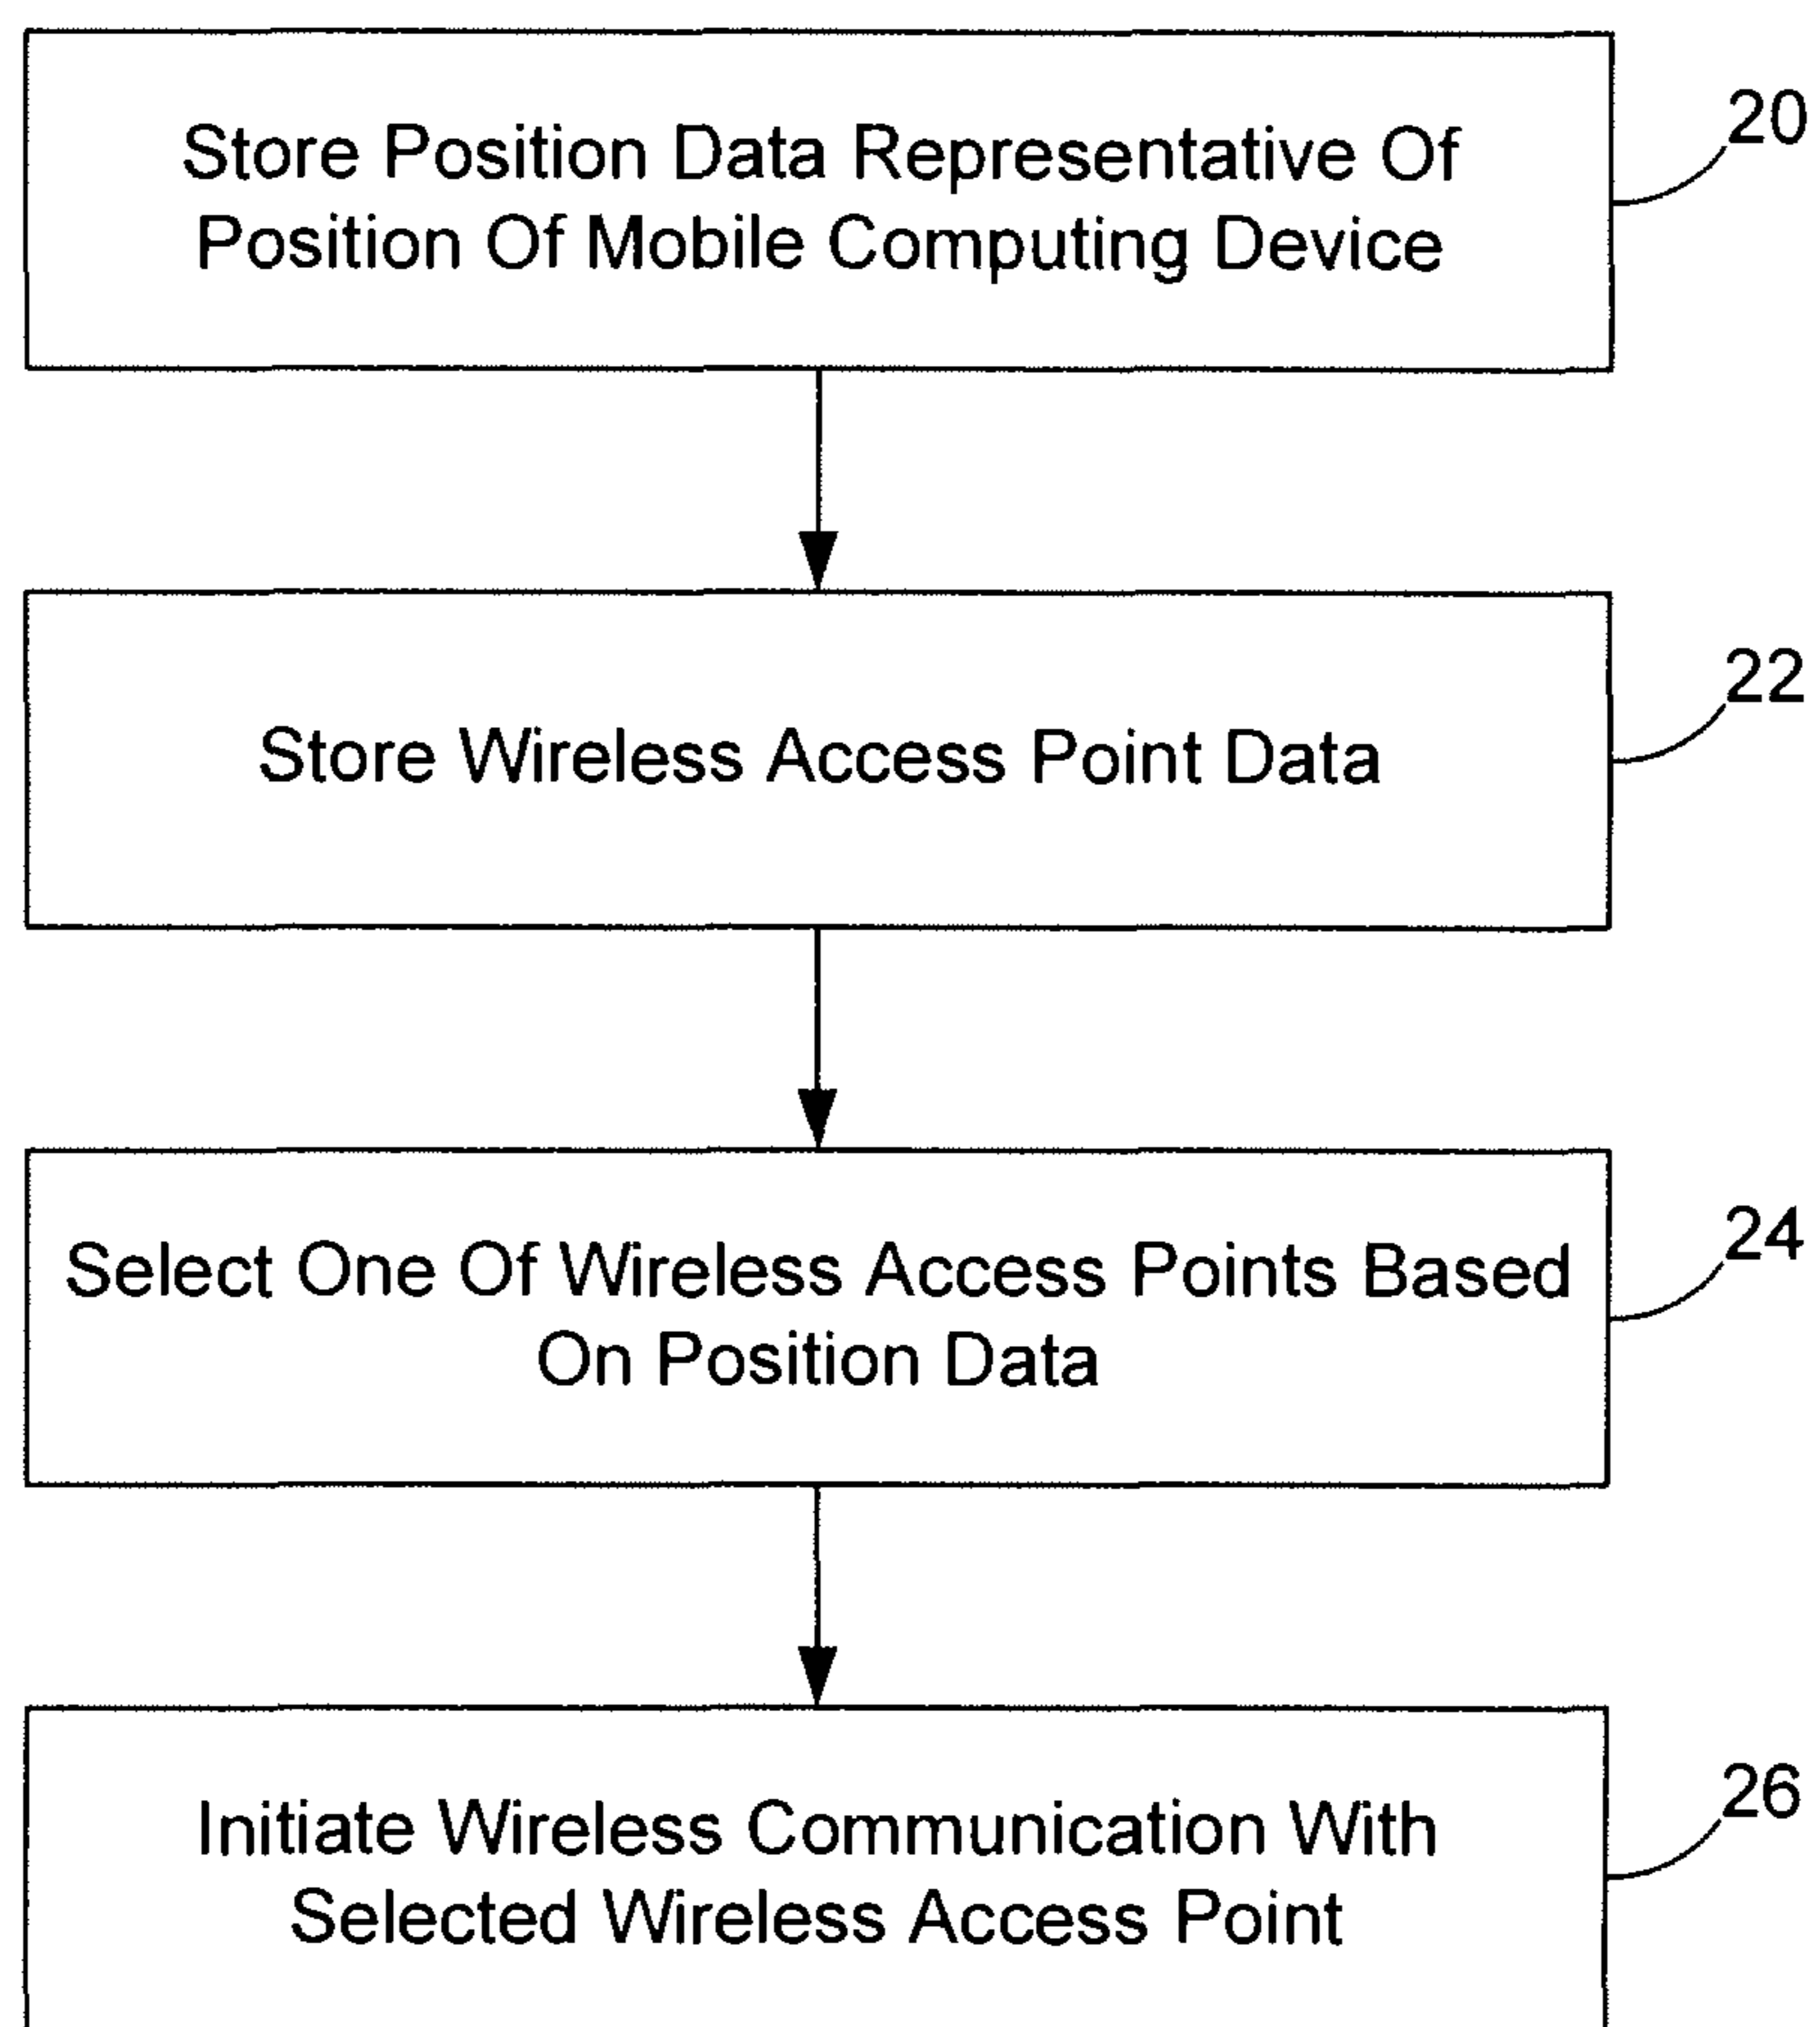 Store Position Data Representative Of
Position Of Mobile Computing Device
20
Store Wireless Access Point Data
22
Select One Of Wireless Access Points Based
On Position Data
24
Initiate Wireless Communication With
Selected Wireless Access Point
26